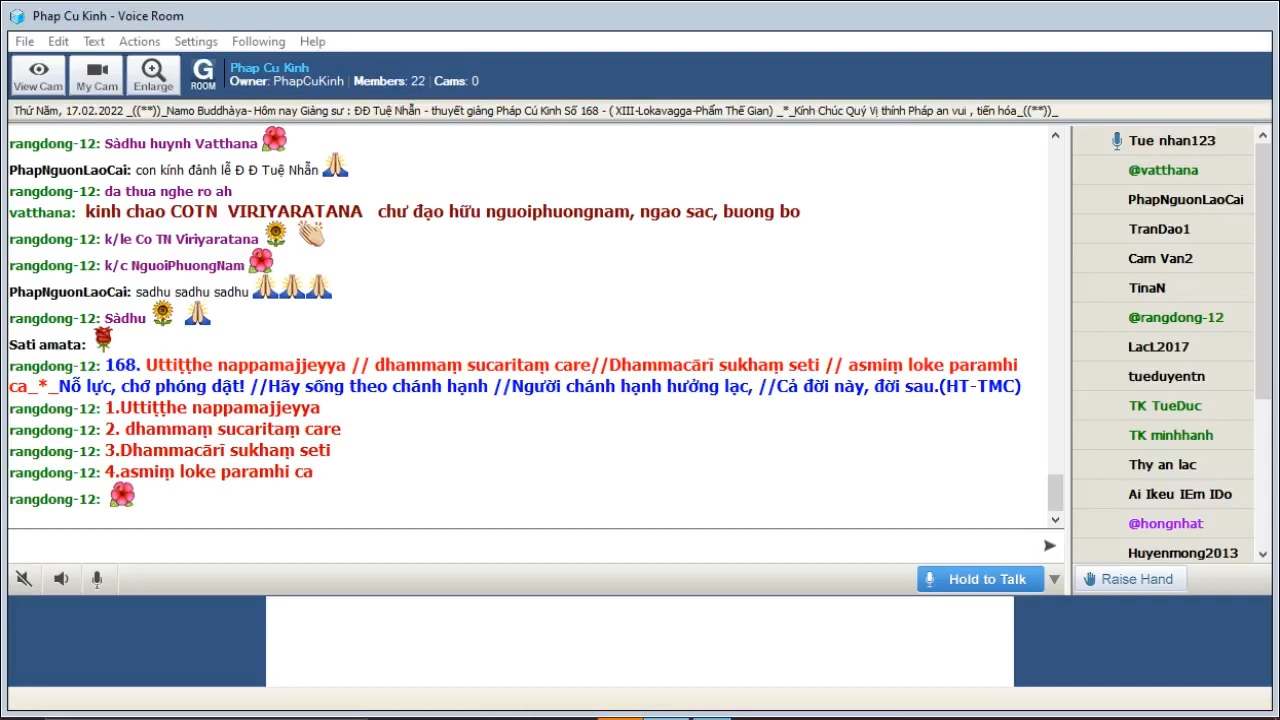 Phap Cu Kinh - Voice Room
File Edit Text Actions Settings Following Help
View Cam My Cam Enlarge G ROOM
Phap Cu Kinh
Owner: PhapCuKinh Members: 22 Cams: 0
Thứ Năm, 17.02.2022 _((**))_Namo Buddhàya- Hôm nay Giảng sư : ĐĐ Tuệ Nhẫn - thuyết giảng Pháp Cú Kinh Số 168 - ( XIII-Lokavagga-Phẩm Thế Gian) _*_Kính Chúc Quý Vị thính Pháp an vui , tiến hóa_((**))_
rangdong-12: Sàdhu huynh Vatthana
PhapNguonLaoCai: con kính đảnh lễ Đ Đ Tuệ Nhẫn
rangdong-12: da thua nghe ro ah
vatthana: kinh chao COTN VIRIYARATANA chư đạo hữu nguoiphuongnam, ngao sac, buong bo
rangdong-12: k/le Co TN Viriyaratana
rangdong-12: k/c NguoiPhuongNam
PhapNguonLaoCai: sadhu sadhu sadhu
rangdong-12: Sàdhu
Sati amata:
rangdong-12: 168. Uttiṭṭhe nappamajjeyya // dhammaṃ sucaritaṃ care//Dhammacārī sukhaṃ seti // asmiṃ loke paramhi
ca_*_Nỗ lực, chớ phóng dật! //Hãy sống theo chánh hạnh //Người chánh hạnh hưởng lạc, //Cả đời này, đời sau.(HT-TMC)
rangdong-12: 1.Uttiṭṭhe nappamajjeyya
rangdong-12: 2. dhammaṃ sucaritaṃ care
rangdong-12: 3.Dhammacārī sukhaṃ seti
rangdong-12: 4.asmiṃ loke paramhi ca
rangdong-12:
Hold to Talk
Tue nhan123
@vatthana
PhapNguonLaoCai
TranDao1
Cam Van2
TinaN
@rangdong-12
LacL2017
tueduyentn
TK TueDuc
TK minhhanh
Thy an lac
Ai Ikeu IEm IDo
@hongnhat
Huyenmong2013
Raise Hand